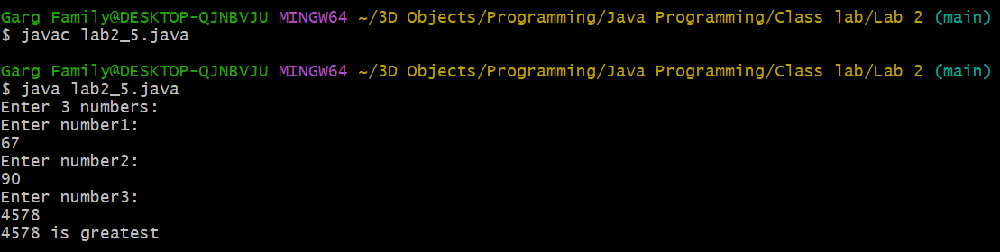 Garg Family@DESKTOP-QJNBVJU MINGW64 ~/3D Objects/Programming/Java Programming/Class lab/Lab 2 (main)
$ javac lab2_5.java
Garg Family@DESKTOP-QJNBVJU MINGW64 ~/3D Objects/Programming/Java Programming/Class lab/Lab 2 (main)
$ java lab2_5.java
Enter 3 numbers:
Enter number1:
67
Enter number2:
90
Enter number3:
4578
4578 is greatest